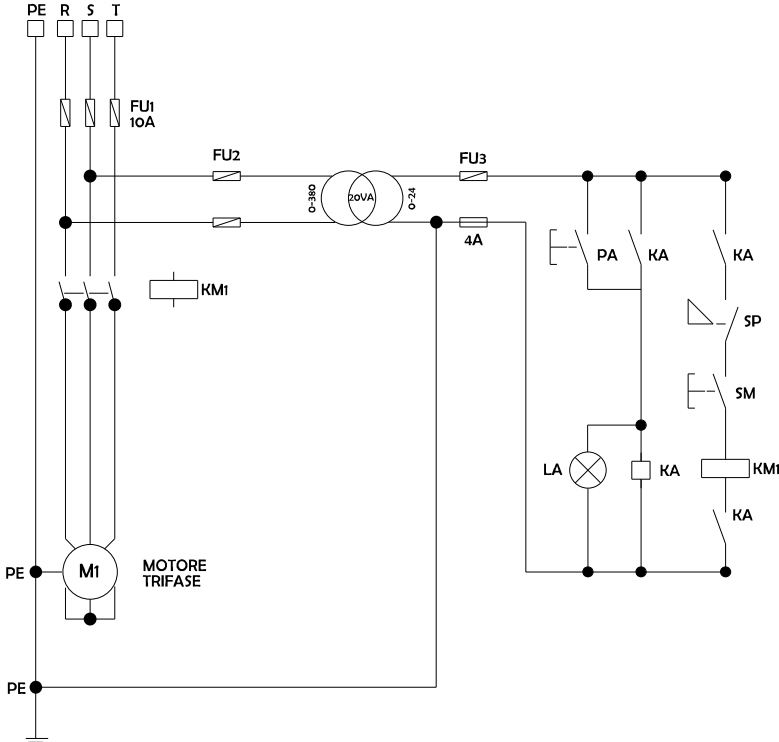 PE R S T
FU1
10A
FU2
FU3
0-380
20VA
0-24
4A
PA
KA
KA
KM1
SP
SM
LA
KA
KM1
KA
PE
M1
MOTORE
TRIFASE
PE